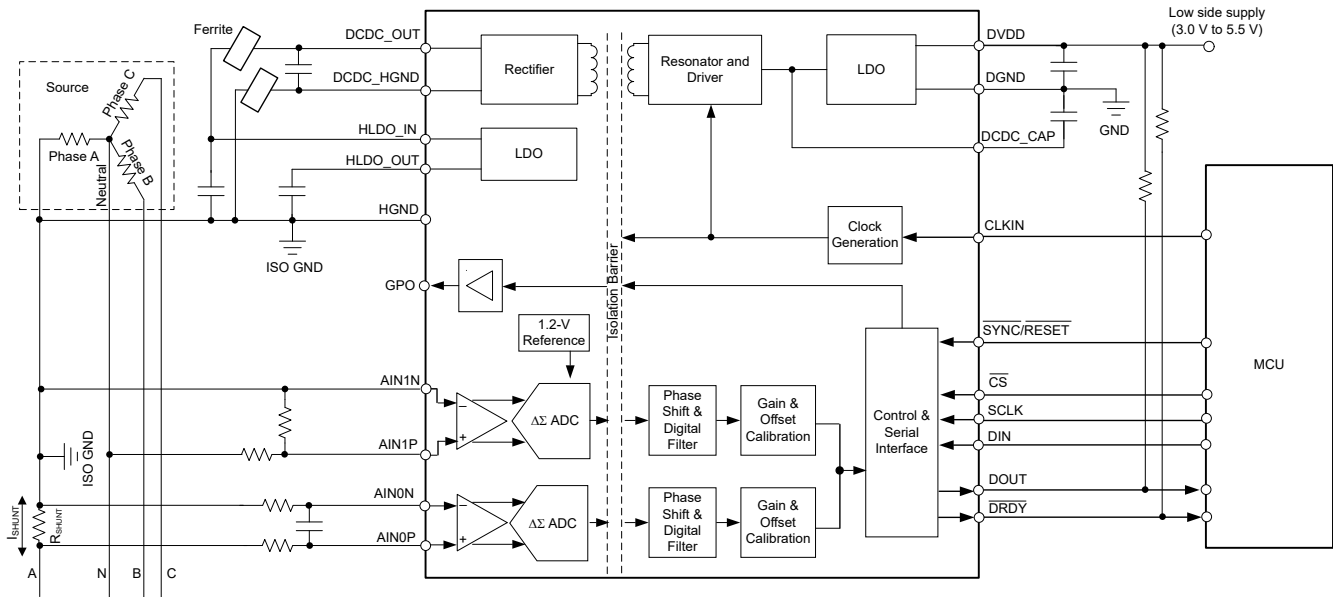 Low side supply
(3.0 V to 5.5 V)
Ferrite
DCDC_OUT
DVDD
Source
Phase C
Rectifier
Resonator and
Driver
LDO
DCDC_HGND
DGND
GND
HLDO_IN
DCDC_CAP
Phase A
Phase B
Neutral
LDO
HLDO_OUT
HGND
Clock
Generation
CLKIN
ISO GND
Isolation Barrier
GPO
1.2-V
Reference
SYNC/RESET
MCU
AIN1N
CS
ΔΣ ADC
Phase
Shift &
Digital
Filter
Gain &
Offset
Calibration
Control &
Serial
Interface
SCLK
DIN
AIN1P
ISO GND
DOUT
AIN0N
DRDY
ISHUNT
RSHUNT
ΔΣ ADC
Phase
Shift &
Digital
Filter
Gain &
Offset
Calibration
AIN0P
A
N
B
C
−
+
−
+